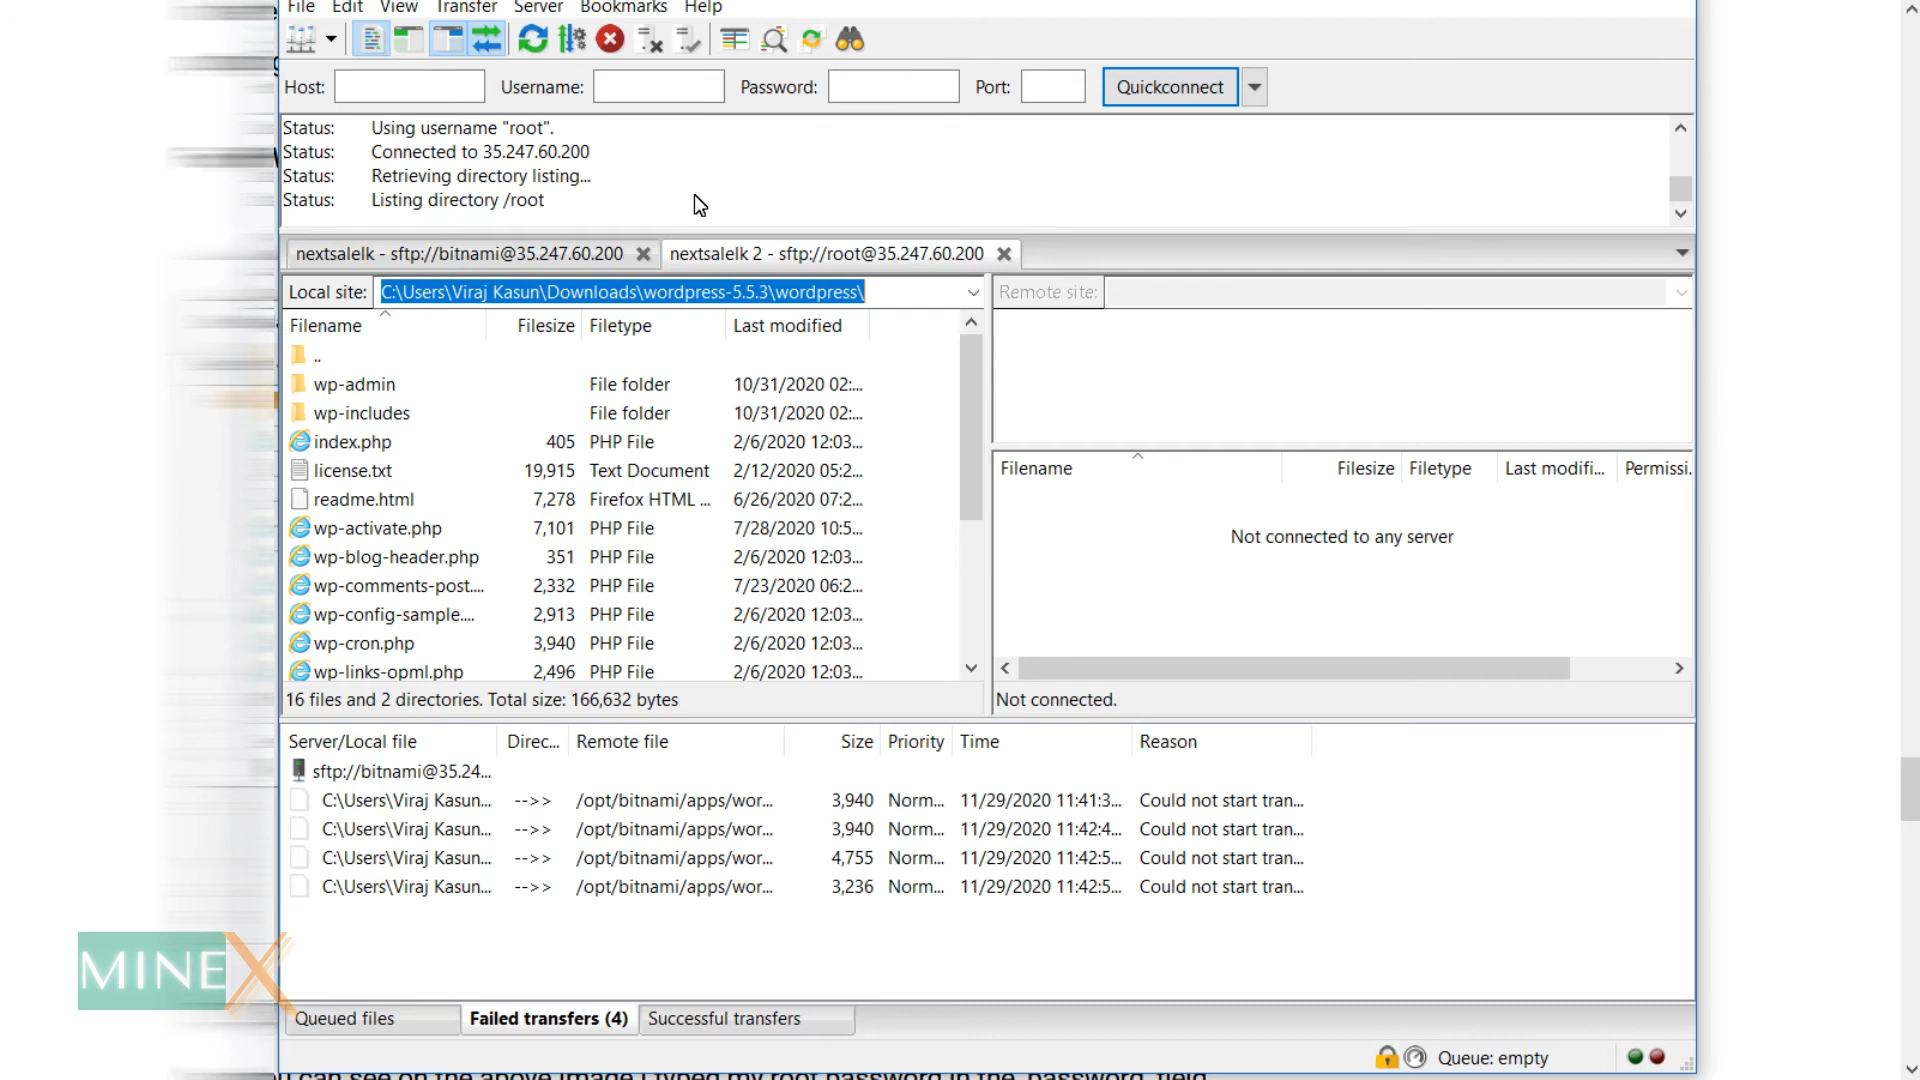 File Edit View Transfer Server Bookmarks Help
Host: Username: Password: Port: Quickconnect
Status: Using username "root".
Status: Connected to 35.247.60.200
Status: Retrieving directory listing...
Status: Listing directory /root
nextsalelk - sftp://bitnami@35.247.60.200 nextsalelk 2 - sftp://root@35.247.60.200
Local site: C:\Users\Viraj Kasun\Downloads\wordpress-5.5.3\wordpress\
Remote site:
Filename Filesize Filetype Last modified
..
wp-admin File folder 10/31/2020 02:...
wp-includes File folder 10/31/2020 02:...
index.php 405 PHP File 2/6/2020 12:03...
license.txt 19,915 Text Document 2/12/2020 05:2...
readme.html 7,278 Firefox HTML ... 6/26/2020 07:2...
wp-activate.php 7,101 PHP File 7/28/2020 10:5...
wp-blog-header.php 351 PHP File 2/6/2020 12:03...
wp-comments-post.... 2,332 PHP File 7/23/2020 06:2...
wp-config-sample.... 2,913 PHP File 2/6/2020 12:03...
wp-cron.php 3,940 PHP File 2/6/2020 12:03...
wp-links-opml.php 2,496 PHP File 2/6/2020 12:03...
16 files and 2 directories. Total size: 166,632 bytes
Filename Filesize Filetype Last modifi... Permissi.
Not connected to any server
Not connected.
Server/Local file Direc... Remote file Size Priority Time Reason
sftp://bitnami@35.24...
C:\Users\Viraj Kasun... -->> /opt/bitnami/apps/wor... 3,940 Norm... 11/29/2020 11:41:3... Could not start tran...
C:\Users\Viraj Kasun... -->> /opt/bitnami/apps/wor... 3,940 Norm... 11/29/2020 11:42:4... Could not start tran...
C:\Users\Viraj Kasun... -->> /opt/bitnami/apps/wor... 4,755 Norm... 11/29/2020 11:42:5... Could not start tran...
C:\Users\Viraj Kasun... -->> /opt/bitnami/apps/wor... 3,236 Norm... 11/29/2020 11:42:5... Could not start tran...
MINEX
Queued files Failed transfers (4) Successful transfers
Queue: empty
can see on the above image I typed my root password in the password field